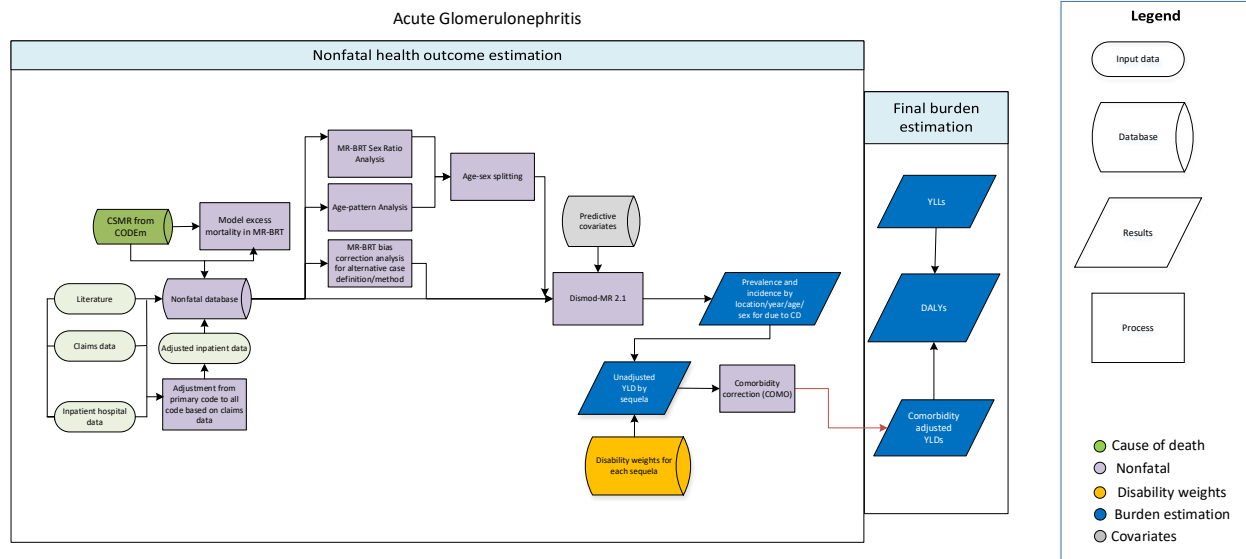 Acute Glomerulonephritis
Nonfatal health outcome estimation
CSMR from
CODEm
Model excess
mortality in MR-BRT
MR-BRT Sex Ratio
Analysis
Age-pattern Analysis
MR-BRT bias
correction analysis
for alternative case
definition/method
Age-sex splitting
Predictive
covariates
Literature
Nonfatal database
Claims data
Adjusted inpatient data
Inpatient hospital
data
Adjustment from
primary code to all
code based on claims
data
Dismod-MR 2.1
Prevalence and incidence by
location/year/age/
sex for due to CD
Unadjusted
YLD by
sequela
Comorbidity
correction (COMO)
Disability weights for
each sequela
Final burden
estimation
YLLs
DALYs
Comorbidity
adjusted
YLDs
Legend
Input data
Database
Results
Process
Cause of death
Nonfatal
Disability weights
Burden estimation
Covariates